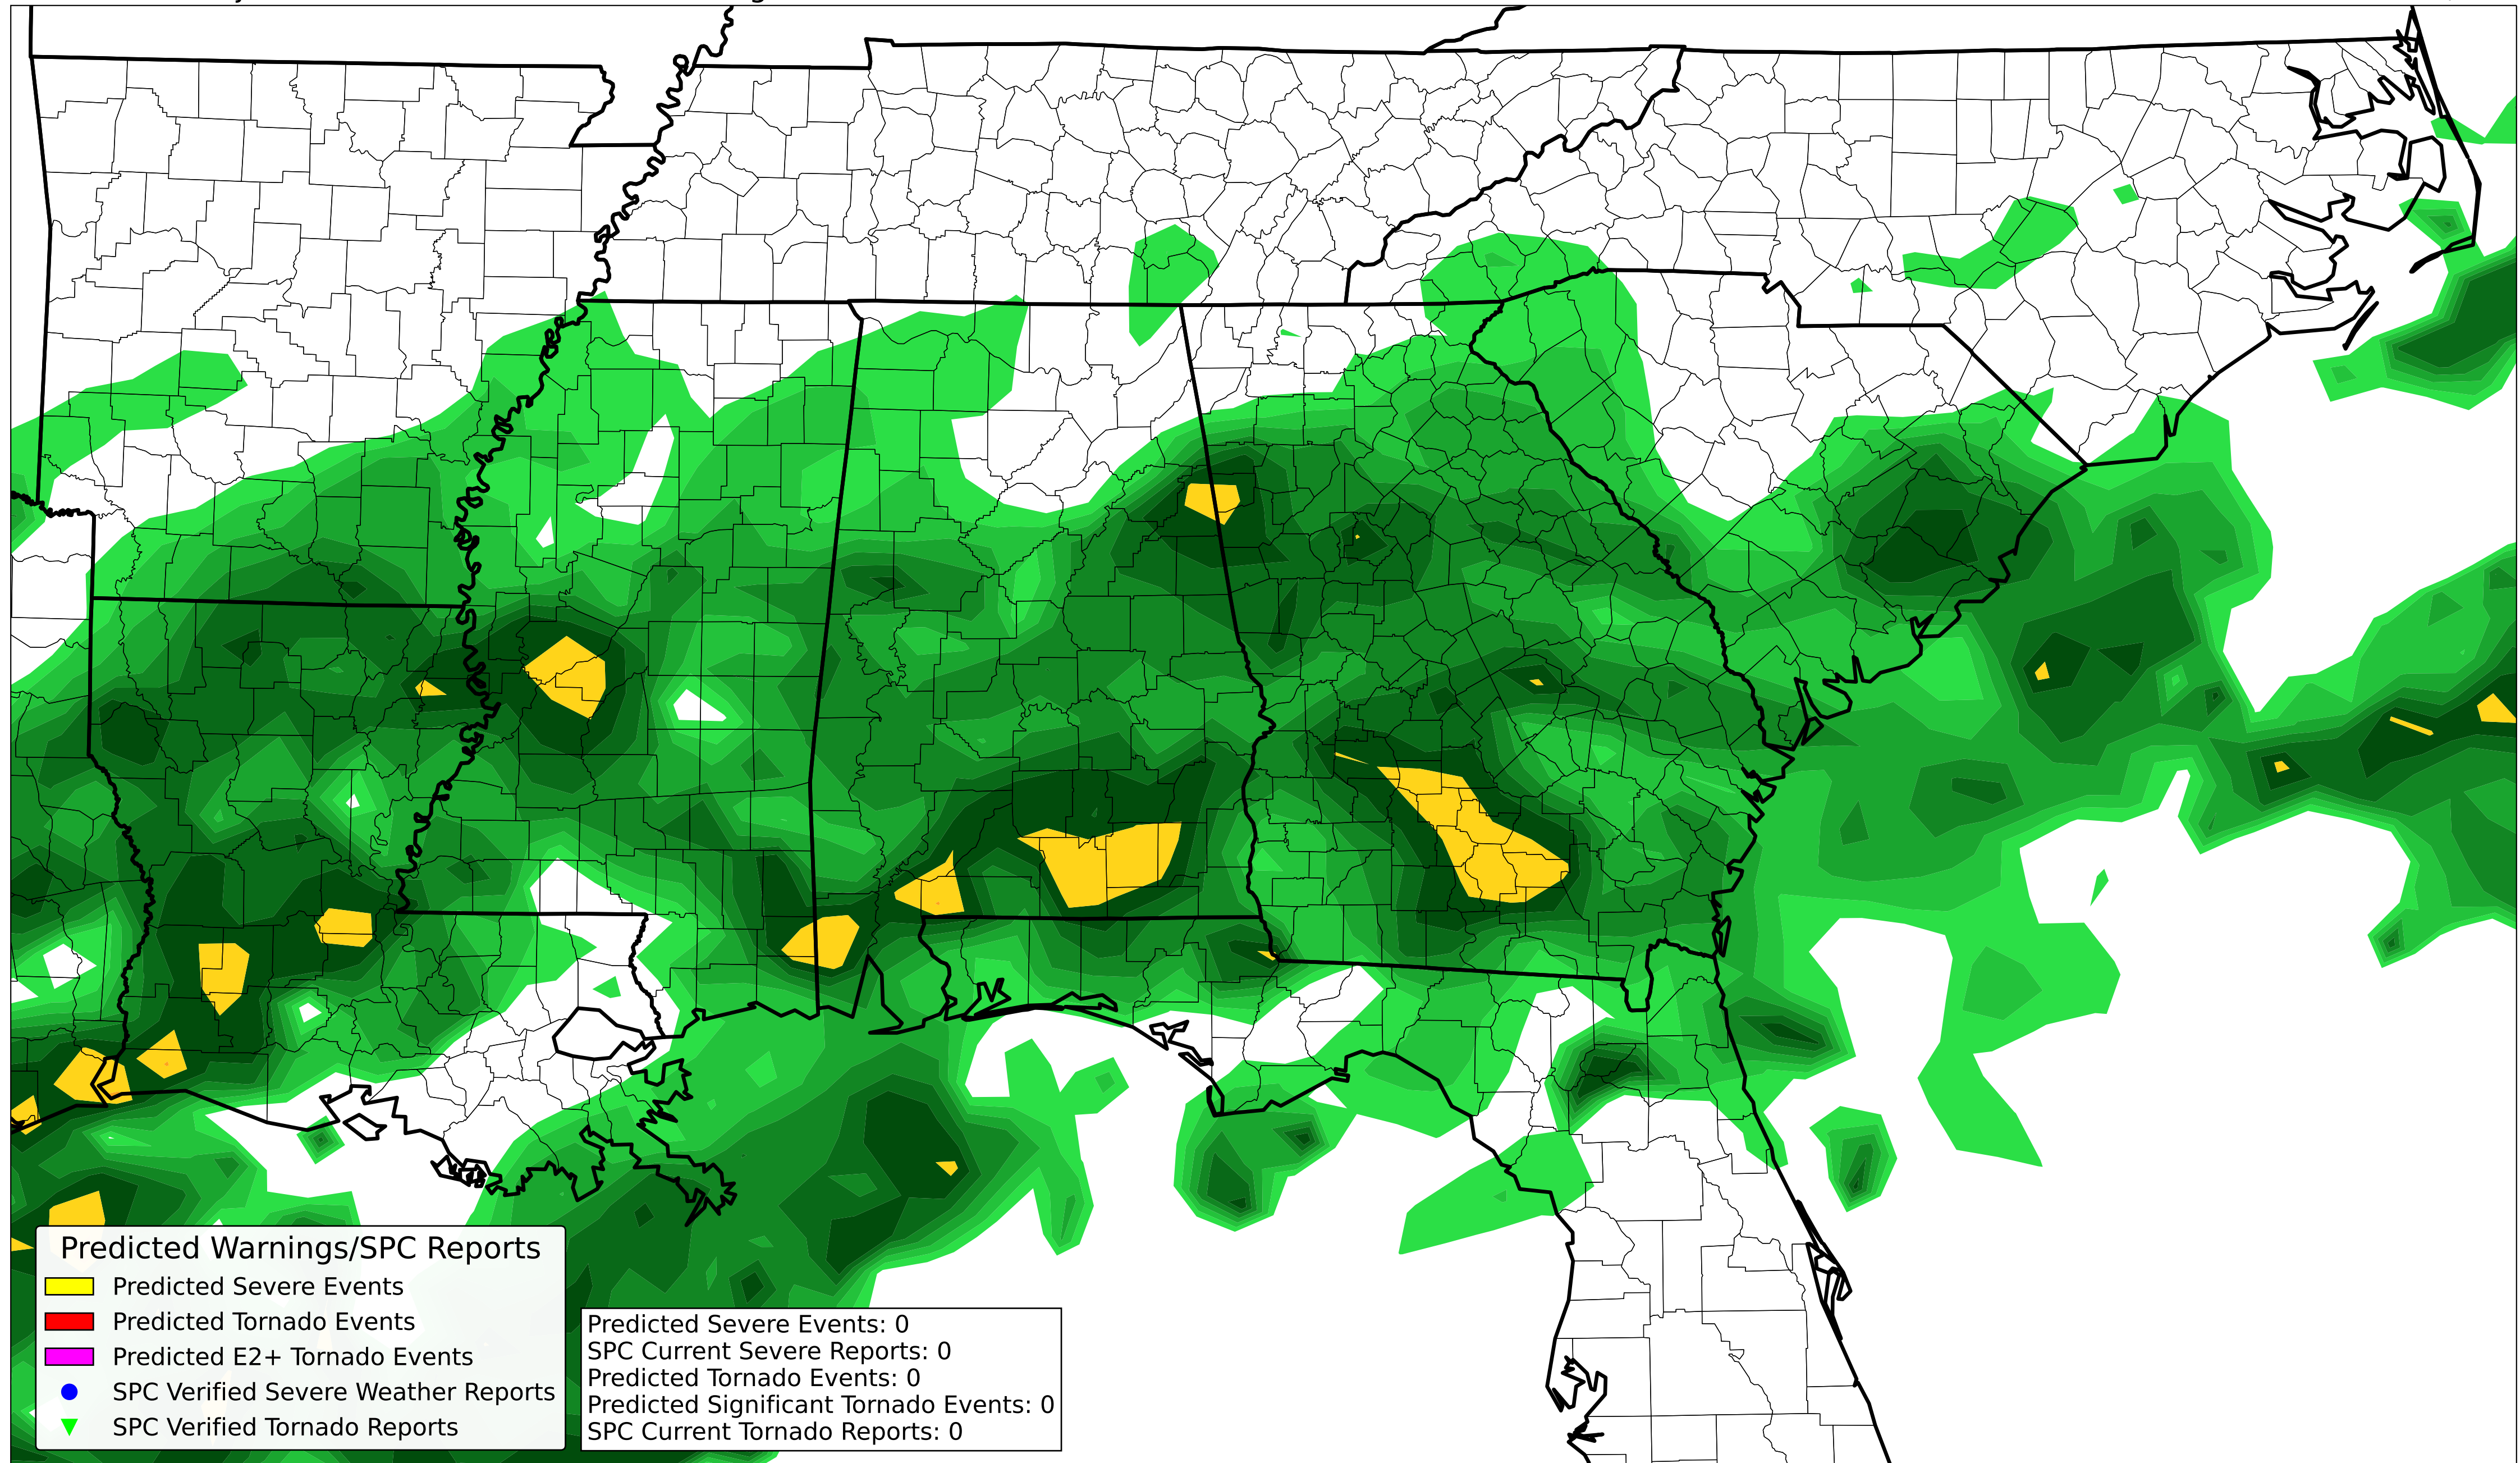 Predicted Warnings/SPC Reports
Predicted Severe Events
Predicted Tornado Events
Predicted E2+ Tornado Events
SPC Verified Severe Weather Reports
SPC Verified Tornado Reports
Predicted Severe Events: 0
SPC Current Severe Reports: 0
Predicted Tornado Events: 0
Predicted Significant Tornado Events: 0
SPC Current Tornado Reports: 0